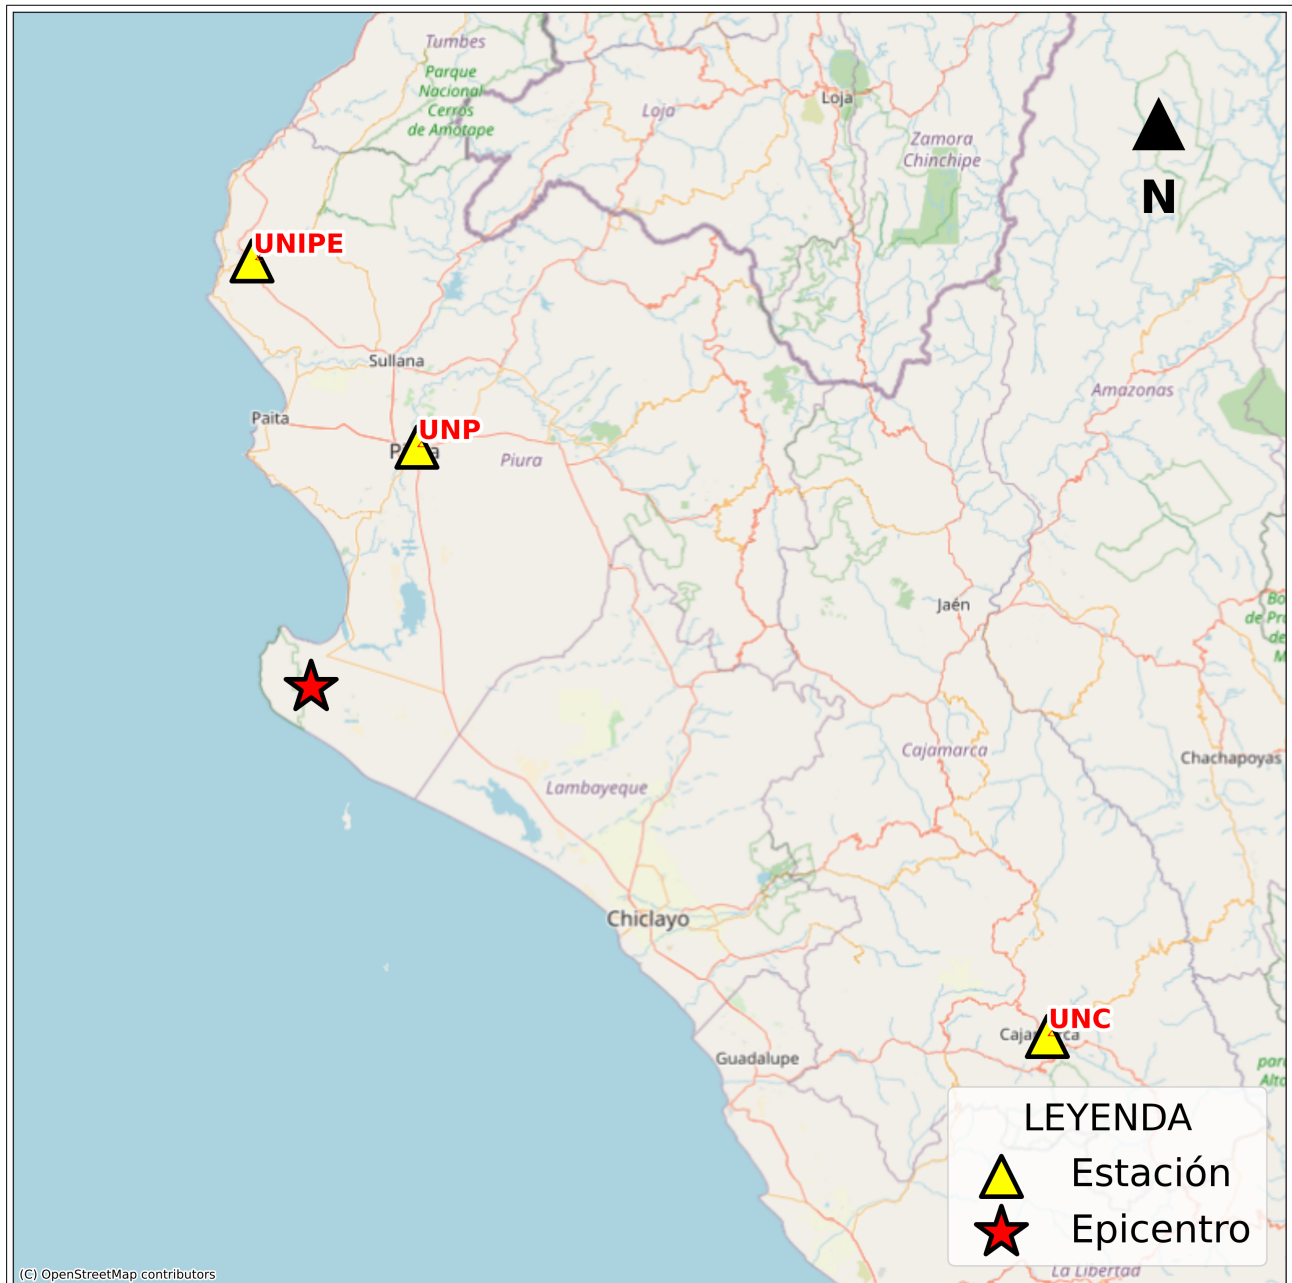 Tumbes
Parque
Nacional
Cerros
de Amotape
Loja
Loja
Zamora
Chinchipe
N
UNIPE
Sullana
Amazonas
Paita
UNP
Piura
Jaén
Cajamarca
Chachapoyas
Lambayeque
Chiclayo
UNC
Guadalupe
LEYENDA
Estación
Epicentro
La Libertad
(C) OpenStreetMap contributors